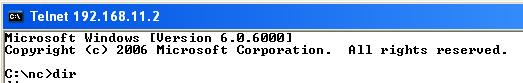 Telnet 192.168.11.2
Microsoft Windows [Version 6.0.6000]
Copyright (c) 2006 Microsoft Corporation.  All rights reserved.
C:\nc>dir